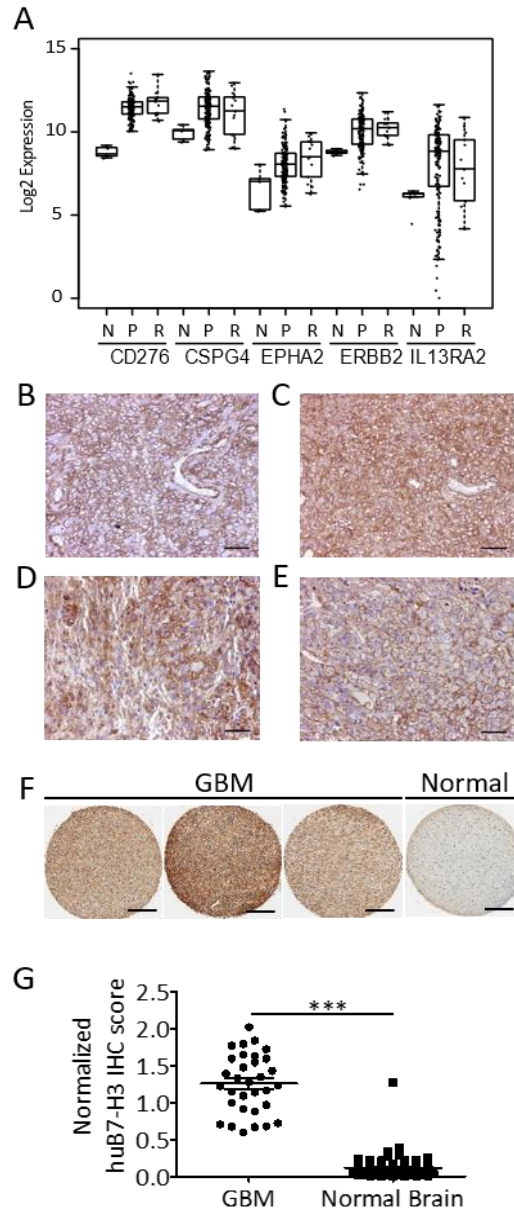 A
15
10
5
0
Log2 Expression
N P R N P R N P R N P R N P R
CD276 CSPG4 EPHA2 ERBB2 IL13RA2
B
C
D
E
F
GBM Normal
G
Normalized
huB7-H3 IHC score
2.5
2.0
1.5
1.0
0.5
0.0
***
GBM Normal Brain